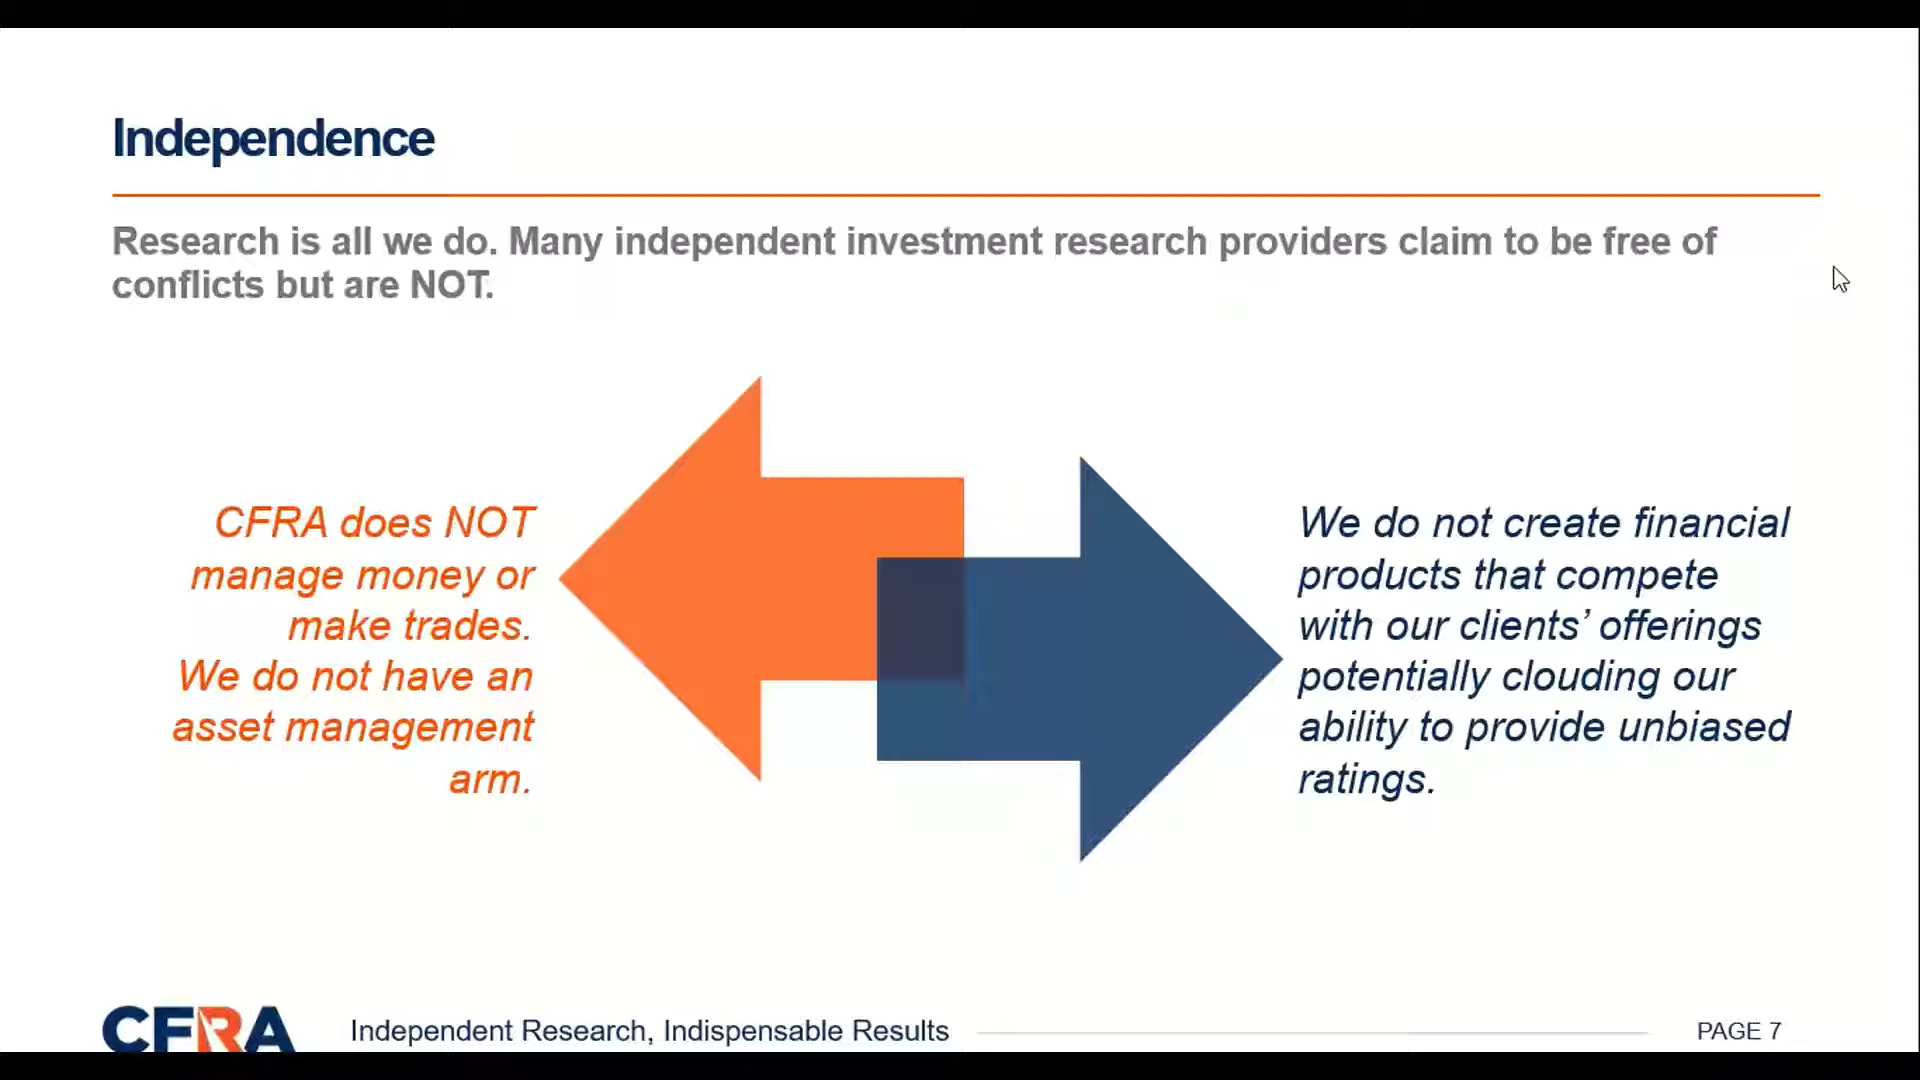 Independence
Research is all we do. Many independent investment research providers claim to be free of
conflicts but are NOT.
CFRA does NOT
manage money or
make trades.
We do not have an
asset management
arm.
We do not create financial
products that compete
with our clients’ offerings
potentially clouding our
ability to provide unbiased
ratings.
CFRA
Independent Research, Indispensable Results
PAGE 7